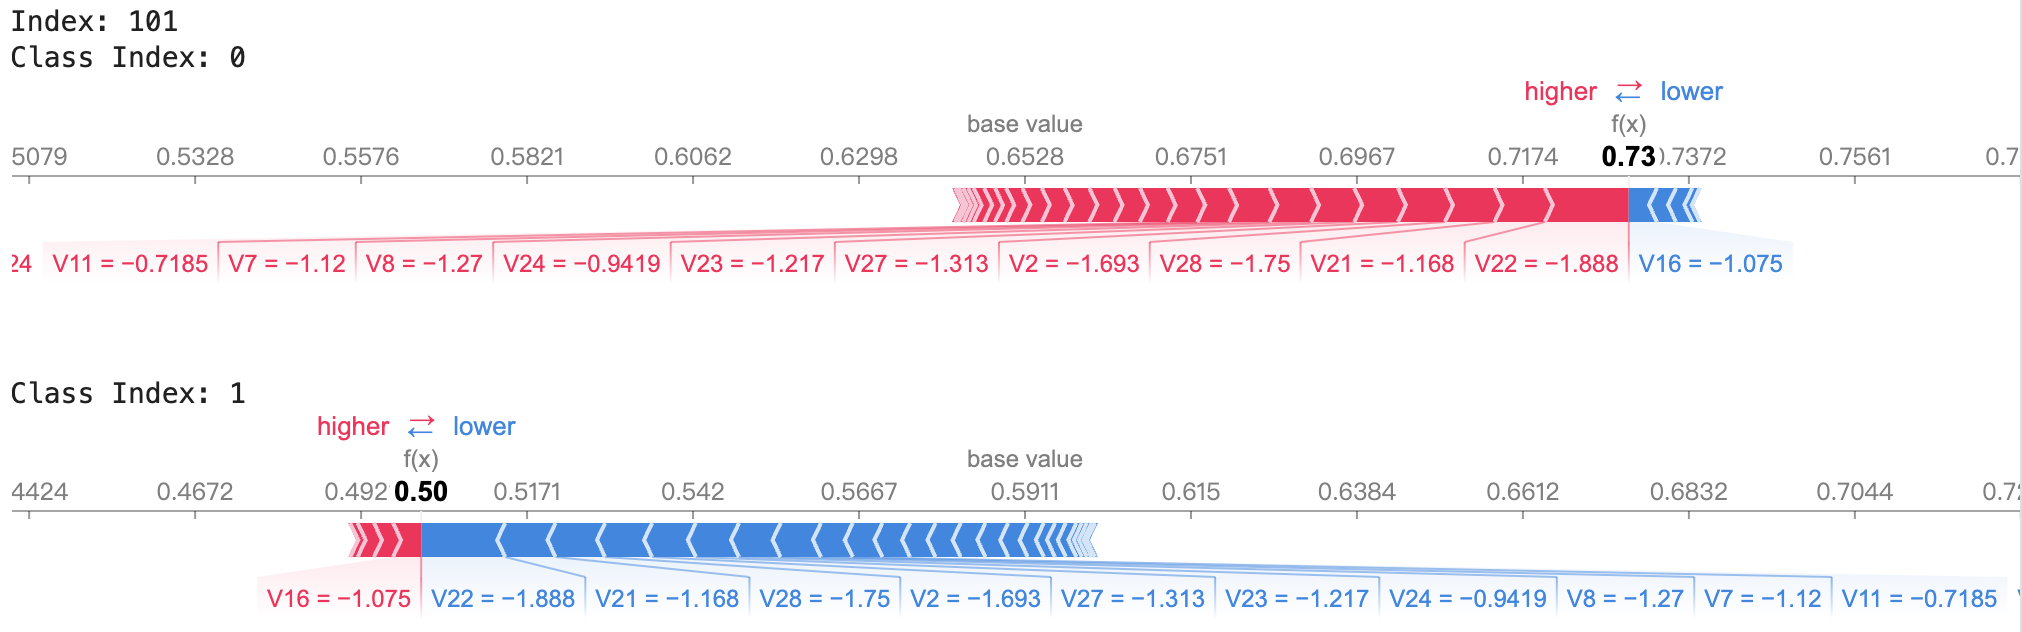 Index: 101
Class Index: 0
higher ⇄ lower
base value f(x)
5079 0.5328 0.5576 0.5821 0.6062 0.6298 0.6528 0.6751 0.6967 0.7174 0.73 0.7372 0.7561 0.7
24 V11 = −0.7185 V7 = −1.12 V8 = −1.27 V24 = −0.9419 V23 = −1.217 V27 = −1.313 V2 = −1.693 V28 = −1.75 V21 = −1.168 V22 = −1.888 V16 = −1.075
Class Index: 1
higher ⇄ lower
f(x) base value
4424 0.4672 0.492 0.50 0.5171 0.542 0.5667 0.5911 0.615 0.6384 0.6612 0.6832 0.7044
V16 = −1.075 V22 = −1.888 V21 = −1.168 V28 = −1.75 V2 = −1.693 V27 = −1.313 V23 = −1.217 V24 = −0.9419 V8 = −1.27 V7 = −1.12 V11 = −0.7185